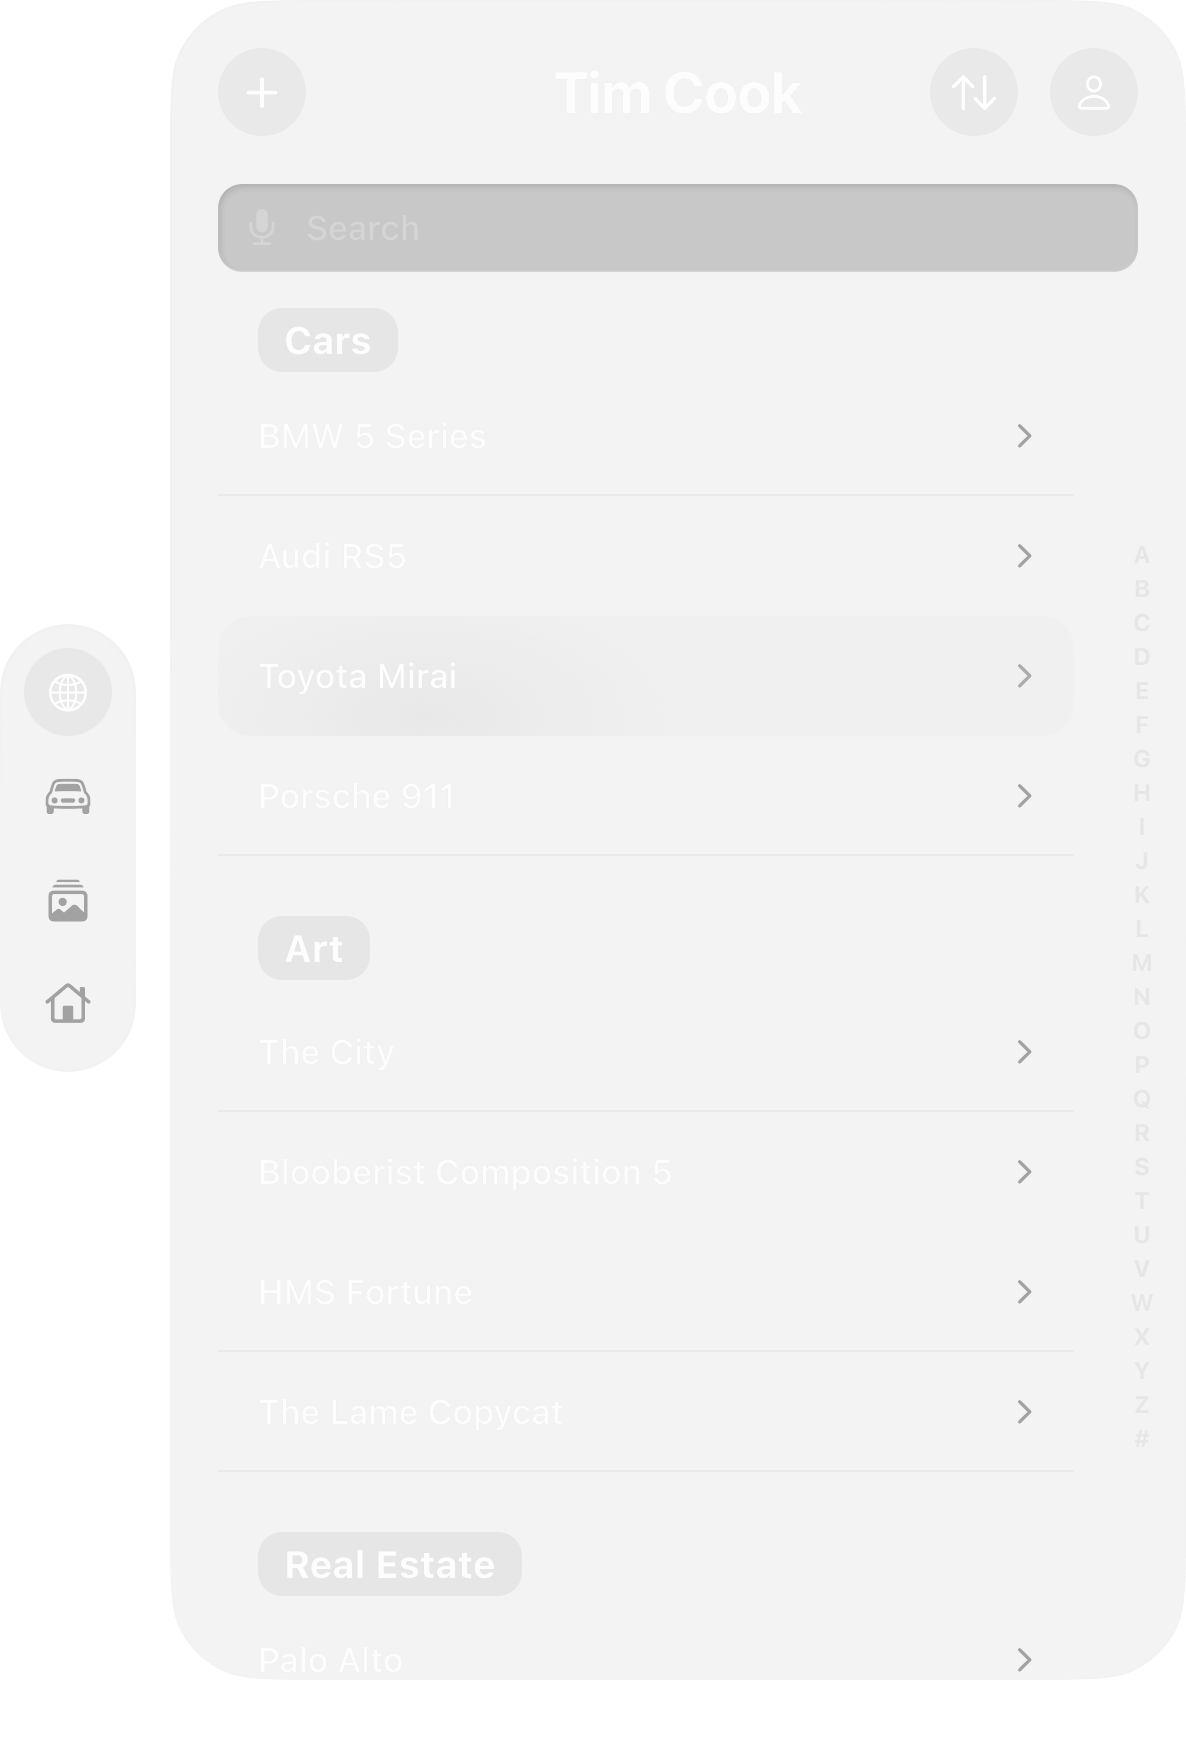 Tim Cook
Search
Cars
BMW 5 Series
Audi RS5
Toyota Mirai
Porsche 911
Art
The City
Blooberist Composition 5
HMS Fortune
The Lame Copycat
Real Estate
Palo Alto
A
B
C
D
E
F
G
H
I
J
K
L
M
N
O
P
Q
R
S
T
U
V
W
X
Y
Z
#